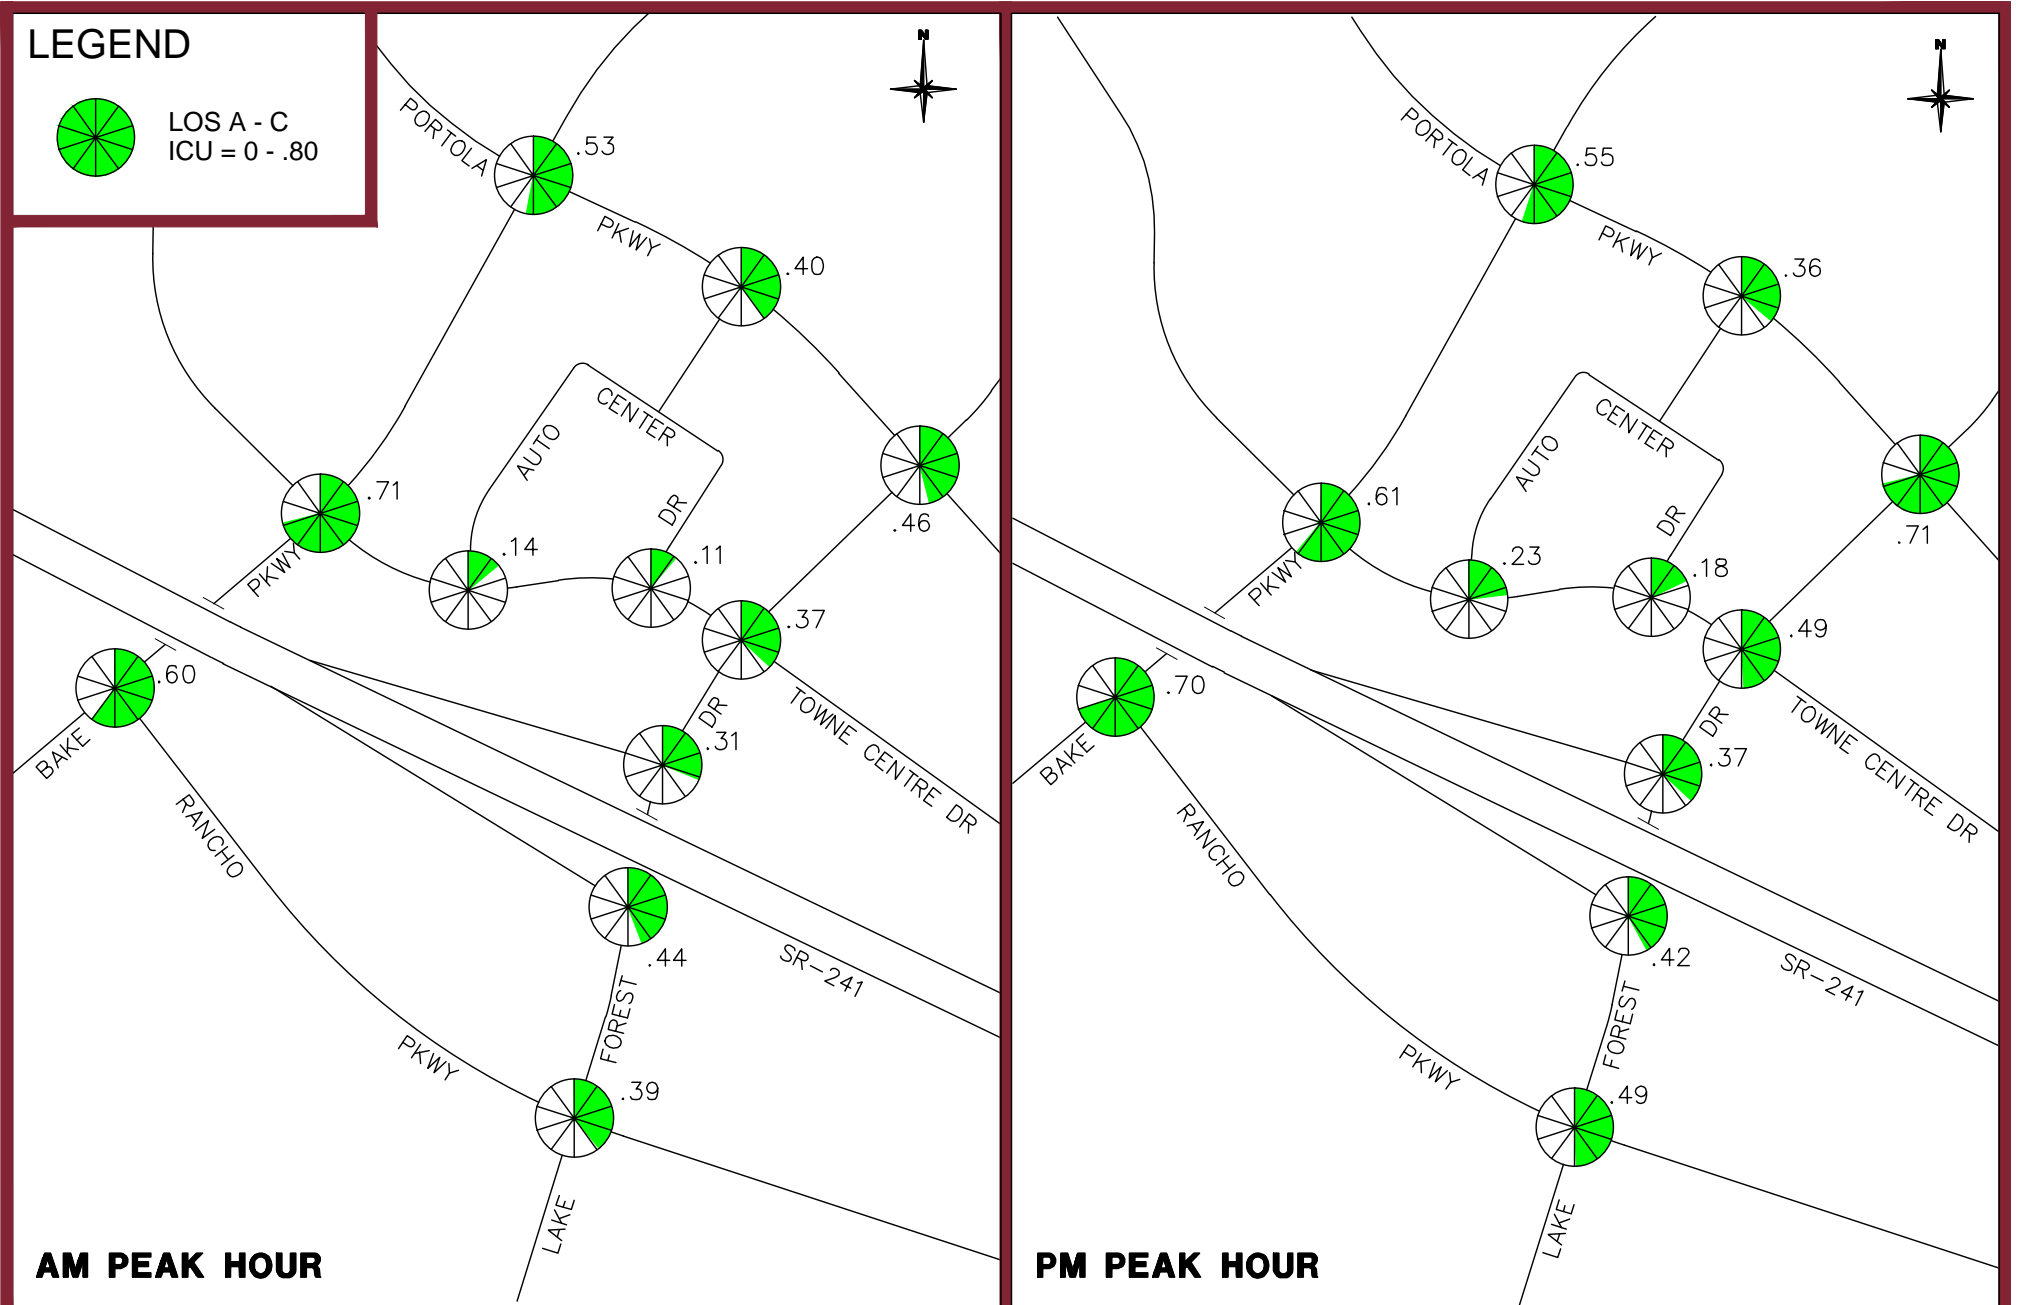 LEGEND
LOS A - C
ICU = 0 - .80
N
PORTOLA
PKWY
.53
.40
CENTER
AUTO
DR
.46
.71
.14
.11
.37
PKWY
.60
BAKE
DR
.31
TOWNE CENTRE DR
RANCHO
.44
SR-241
FOREST
PKWY
.39
LAKE
AM PEAK HOUR
N
PORTOLA
PKWY
.55
.36
CENTER
AUTO
DR
.71
.61
.23
.18
.49
PKWY
.70
BAKE
DR
.37
TOWNE CENTRE DR
RANCHO
.42
SR-241
FOREST
PKWY
.49
LAKE
PM PEAK HOUR